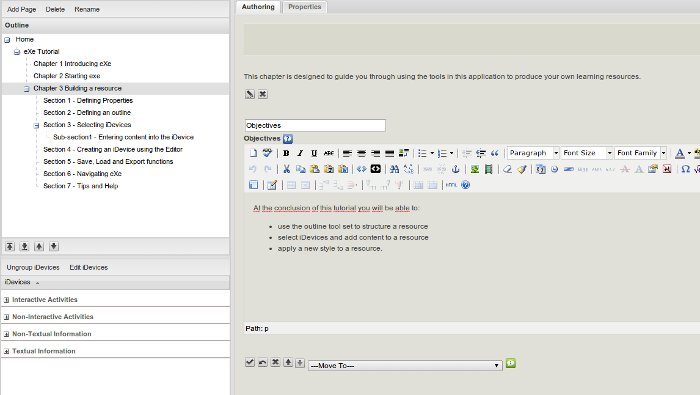 Add Page Delete Rename
Outline
Home
eXe Tutorial
Chapter 1 Introducing eXe
Chapter 2 Starting exe
Chapter 3 Building a resource
Section 1 - Defining Properties
Section 2 - Defining an outline
Section 3 - Selecting iDevices
Sub-section1 - Entering content into the iDevice
Section 4 - Creating an iDevice using the Editor
Section 5 - Save, Load and Export functions
Section 6 - Navigating eXe
Section 7 - Tips and Help
Ungroup iDevices Edit iDevices
iDevices
Interactive Activities
Non-Interactive Activities
Non-Textual Information
Textual Information
Authoring Properties
This chapter is designed to guide you through using the tools in this application to produce your own learning resources.
Objectives
Objectives
B I U ABC Paragraph Font Size Font Family A
HTML
At the conclusion of this tutorial you will be able to:
use the outline tool set to structure a resource
select iDevices and add content to a resource
apply a new style to a resource.
Path: p
---Move To---